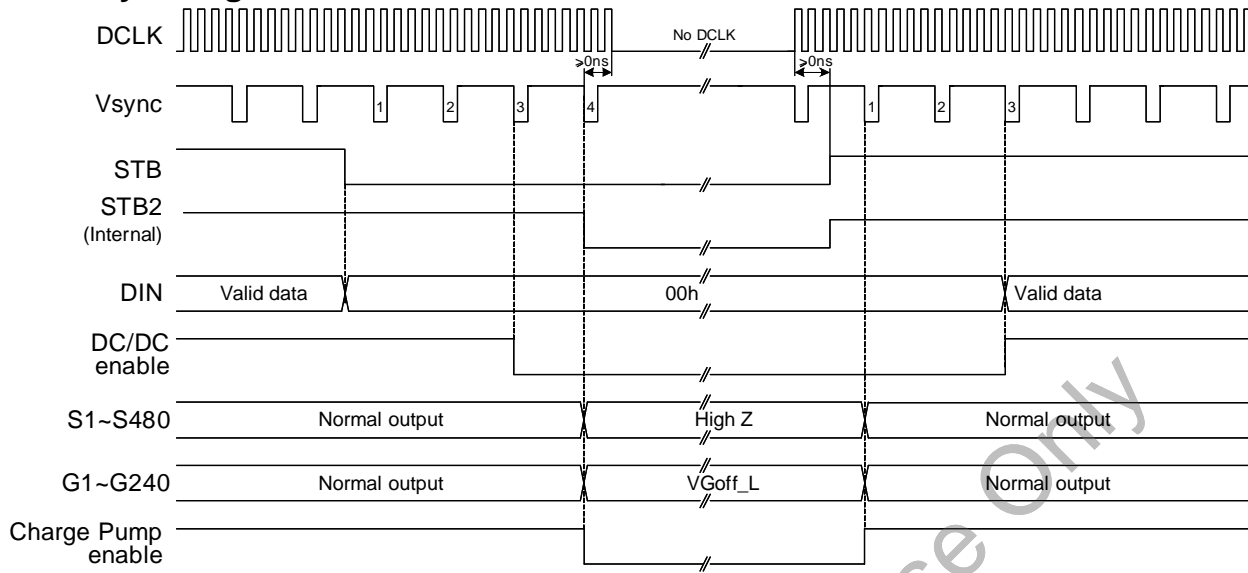 DCLK
No DCLK
≥0ns
≥0ns
Vsync
1
2
3
4
1
2
3
STB
STB2
(Internal)
DIN
Valid data
00h
Valid data
DC/DC
enable
S1~S480
Normal output
High Z
Normal output
G1~G240
Normal output
VGoff_L
Normal output
Charge Pump
enable
Only